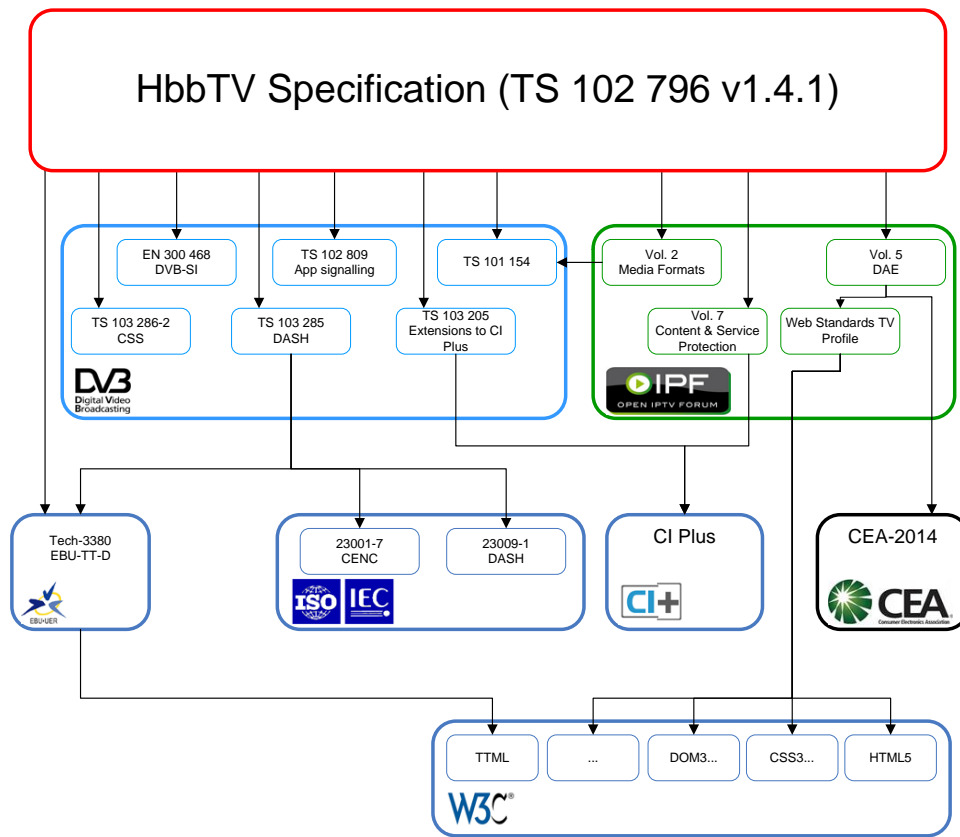 HbbTV Specification (TS 102 796 v1.4.1)
EN 300 468
DVB-SI
TS 102 809
App signalling
TS 101 154
Vol. 2
Media Formats
Vol. 5
DAE
TS 103 286-2
CSS
TS 103 285
DASH
TS 103 205
Extensions to CI
Plus
Vol. 7
Content & Service
Protection
Web Standards TV
Profile
DVB
Digital Video
Broadcasting
OIPF
OPEN IPTV FORUM
Tech-3380
EBU-TT-D
EBU·UER
23001-7
CENC
23009-1
DASH
ISO
IEC
CI Plus
CI+
CEA-2014
CEA
Consumer Electronics Association
TTML
...
DOM3...
CSS3...
HTML5
W3C®